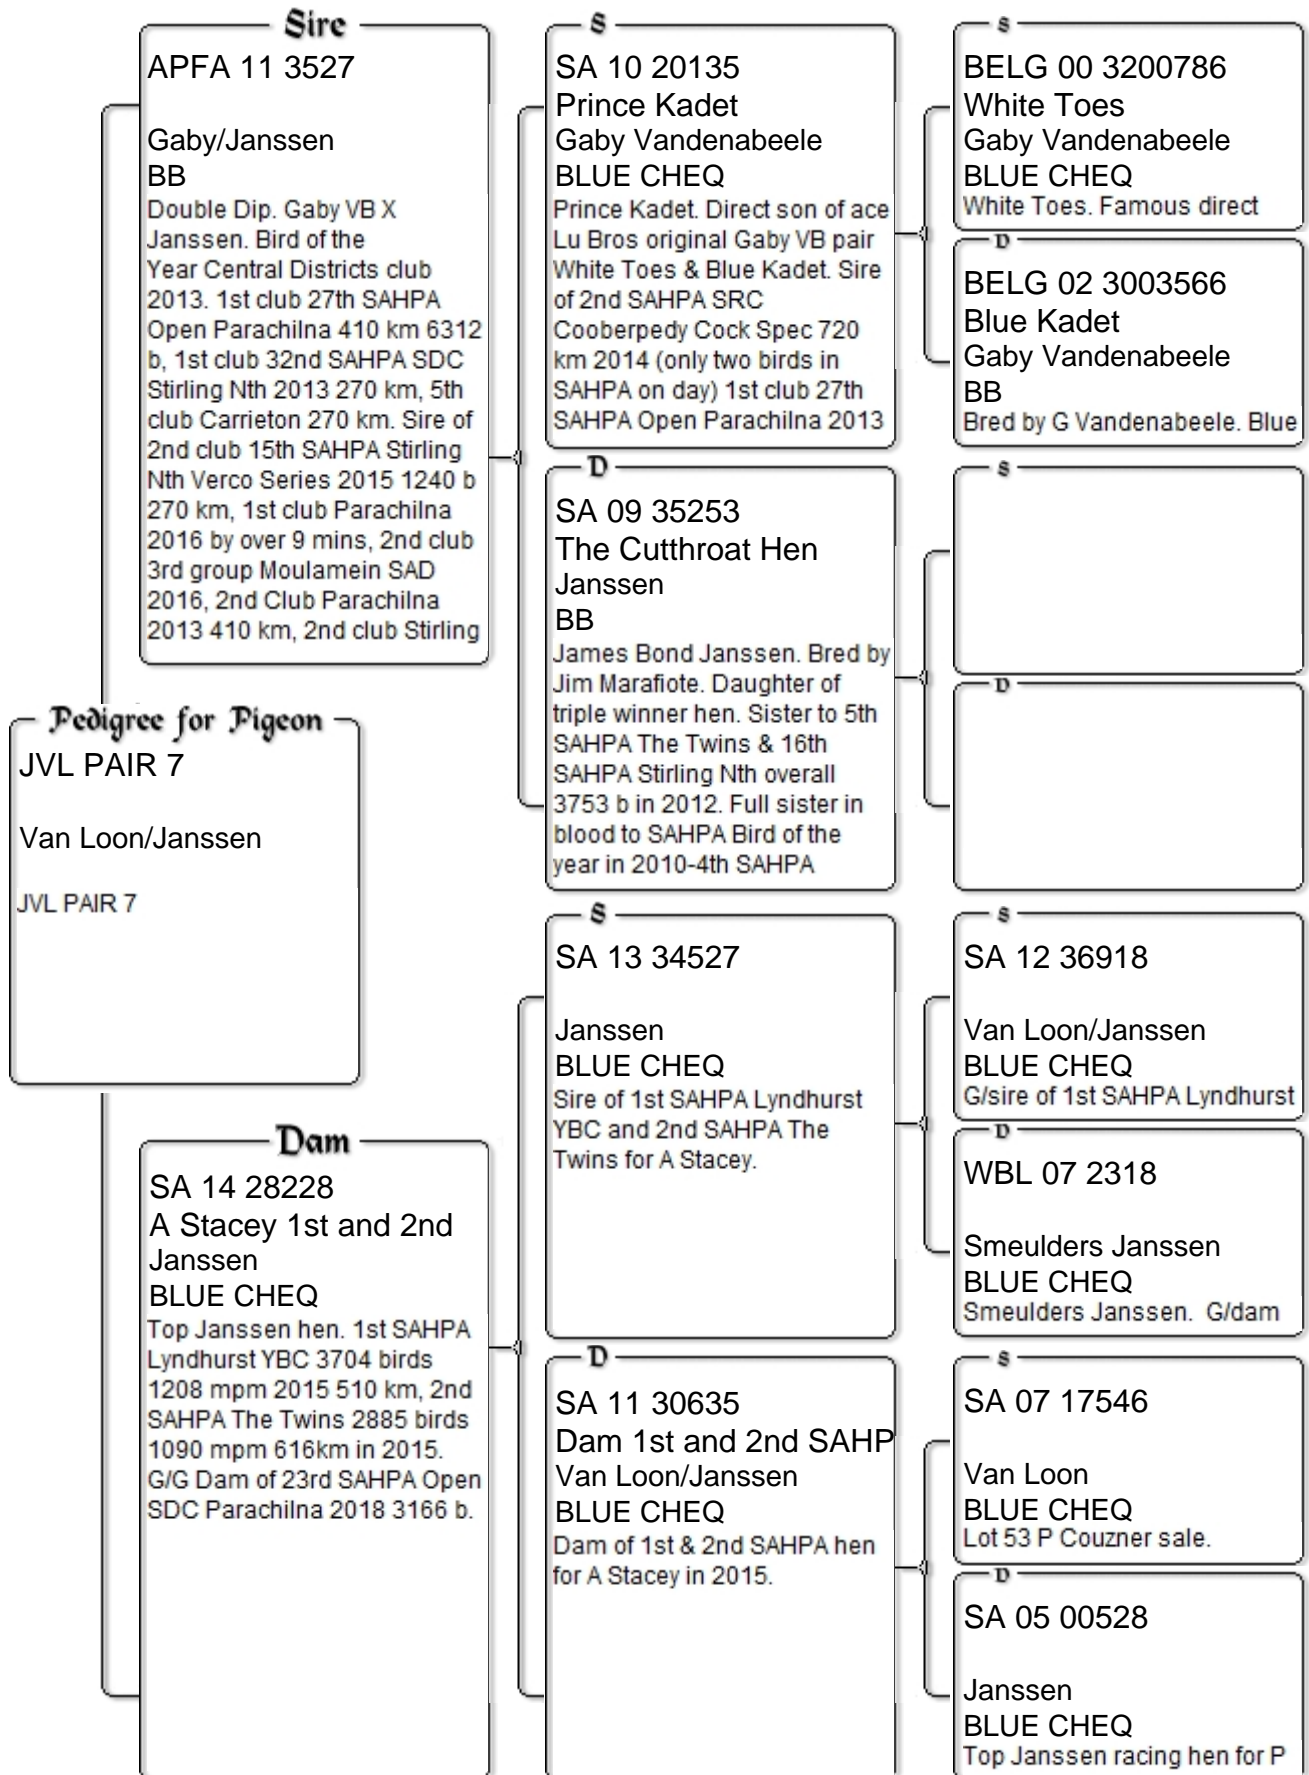 Sire
APFA 11 3527
Gaby/Janssen
BB
Double Dip. Gaby VB X
Janssen. Bird of the
Year Central Districts club
2013. 1st club 27th SAHPA
Open Parachilna 410 km 6312
b, 1st club 32nd SAHPA SDC
Stirling Nth 2013 270 km, 5th
club Carrieton 270 km. Sire of
2nd club 15th SAHPA Stirling
Nth Verco Series 2015 1240 b
270 km, 1st club Parachilna
2016 by over 9 mins, 2nd club
3rd group Moulamein SAD
2016, 2nd Club Parachilna
2013 410 km, 2nd club Stirling
Pedigree for Pigeon
JVL PAIR 7
Van Loon/Janssen
JVL PAIR 7
Dam
SA 14 28228
A Stacey 1st and 2nd
Janssen
BLUE CHEQ
Top Janssen hen. 1st SAHPA
Lyndhurst YBC 3704 birds
1208 mpm 2015 510 km, 2nd
SAHPA The Twins 2885 birds
1090 mpm 616km in 2015.
G/G Dam of 23rd SAHPA Open
SDC Parachilna 2018 3166 b.
S
SA 10 20135
Prince Kadet
Gaby Vandenabeele
BLUE CHEQ
Prince Kadet. Direct son of ace
Lu Bros original Gaby VB pair
White Toes & Blue Kadet. Sire
of 2nd SAHPA SRC
Cooberpedy Cock Spec 720
km 2014 (only two birds in
SAHPA on day) 1st club 27th
SAHPA Open Parachilna 2013
D
SA 09 35253
The Cutthroat Hen
Janssen
BB
James Bond Janssen. Bred by
Jim Marafiote. Daughter of
triple winner hen. Sister to 5th
SAHPA The Twins & 16th
SAHPA Stirling Nth overall
3753 b in 2012. Full sister in
blood to SAHPA Bird of the
year in 2010-4th SAHPA
S
SA 13 34527
Janssen
BLUE CHEQ
Sire of 1st SAHPA Lyndhurst
YBC and 2nd SAHPA The
Twins for A Stacey.
D
SA 11 30635
Dam 1st and 2nd SAHP
Van Loon/Janssen
BLUE CHEQ
Dam of 1st & 2nd SAHPA hen
for A Stacey in 2015.
S
BELG 00 3200786
White Toes
Gaby Vandenabeele
BLUE CHEQ
White Toes. Famous direct
D
BELG 02 3003566
Blue Kadet
Gaby Vandenabeele
BB
Bred by G Vandenabeele. Blue
S
D
S
SA 12 36918
Van Loon/Janssen
BLUE CHEQ
G/sire of 1st SAHPA Lyndhurst
D
WBL 07 2318
Smeulders Janssen
BLUE CHEQ
Smeulders Janssen.  G/dam
S
SA 07 17546
Van Loon
BLUE CHEQ
Lot 53 P Couzner sale.
D
SA 05 00528
Janssen
BLUE CHEQ
Top Janssen racing hen for P